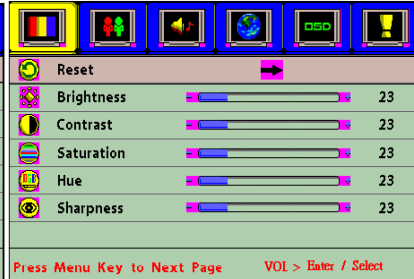 OSD
Reset
Brightness 23
Contrast 23
Saturation 23
Hue 23
Sharpness 23
Press Menu Key to Next Page VOL > Enter / Select